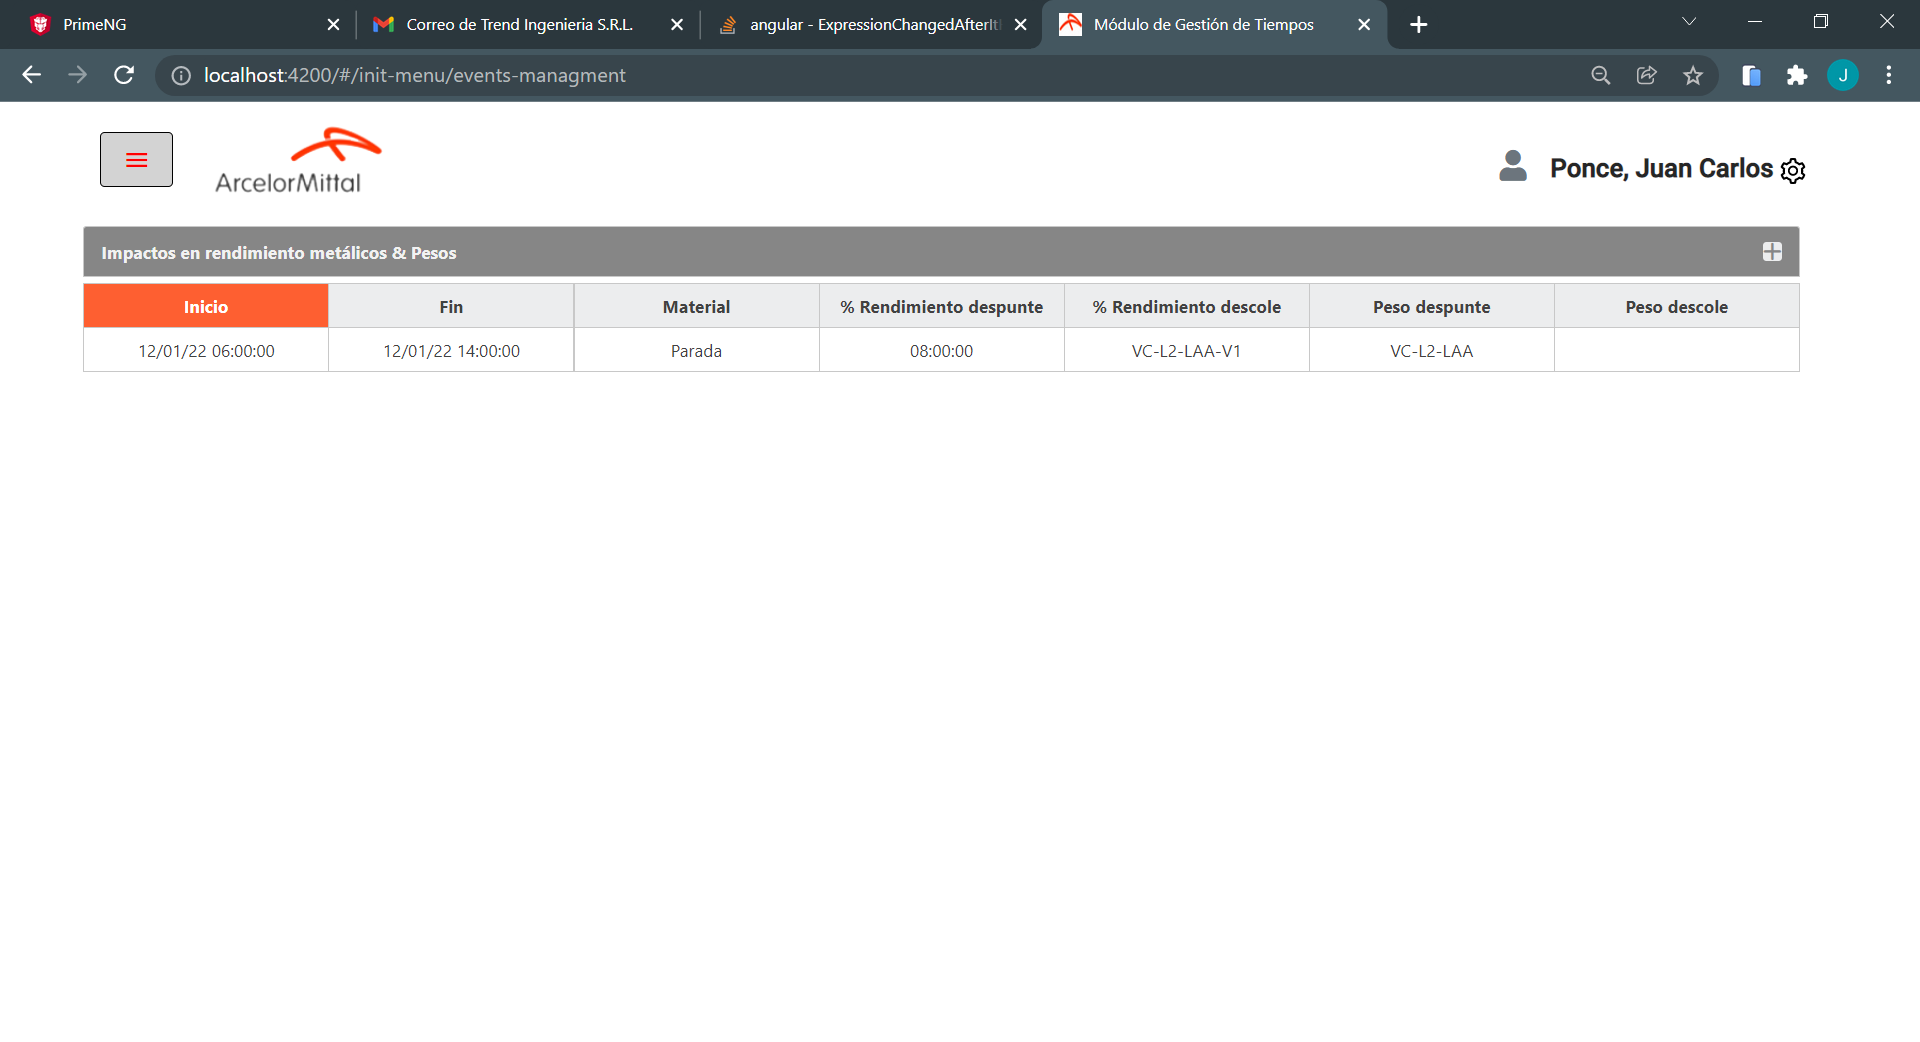 PrimeNG
Correo de Trend Ingenieria S.R.L.
angular - ExpressionChangedAfterIt
Módulo de Gestión de Tiempos
localhost:4200/#/init-menu/events-managment
J
ArcelorMittal
Ponce, Juan Carlos
Impactos en rendimiento metálicos & Pesos
Inicio Fin Material % Rendimiento despunte % Rendimiento descole Peso despunte Peso descole
12/01/22 06:00:00 12/01/22 14:00:00 Parada 08:00:00 VC-L2-LAA-V1 VC-L2-LAA